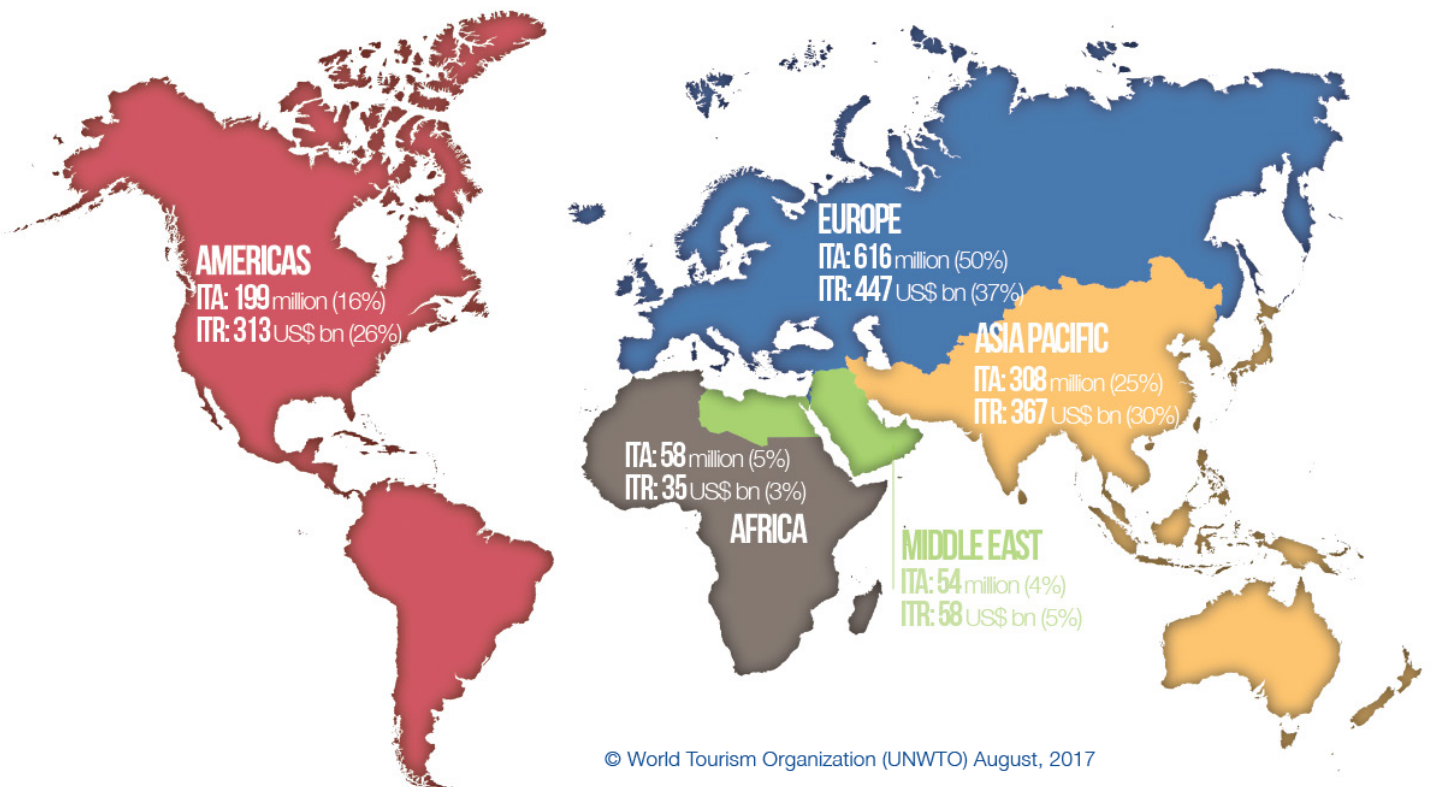 AMERICAS
ITA: 199 million (16%)
ITR: 313 US$ bn (26%)
EUROPE
ITA: 616 million (50%)
ITR: 447 US$ bn (37%)
ASIA PACIFIC
ITA: 308 million (25%)
ITR: 367 US$ bn (30%)
ITA: 58 million (5%)
ITR: 35 US$ bn (3%)
AFRICA
MIDDLE EAST
ITA: 54 million (4%)
ITR: 58 US$ bn (5%)
© World Tourism Organization (UNWTO) August, 2017